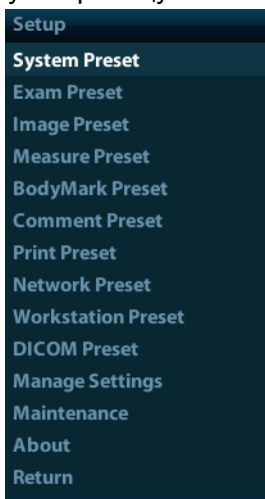 Setup
System Preset
Exam Preset
Image Preset
Measure Preset
BodyMark Preset
Comment Preset
Print Preset
Network Preset
Workstation Preset
DICOM Preset
Manage Settings
Maintenance
About
Return